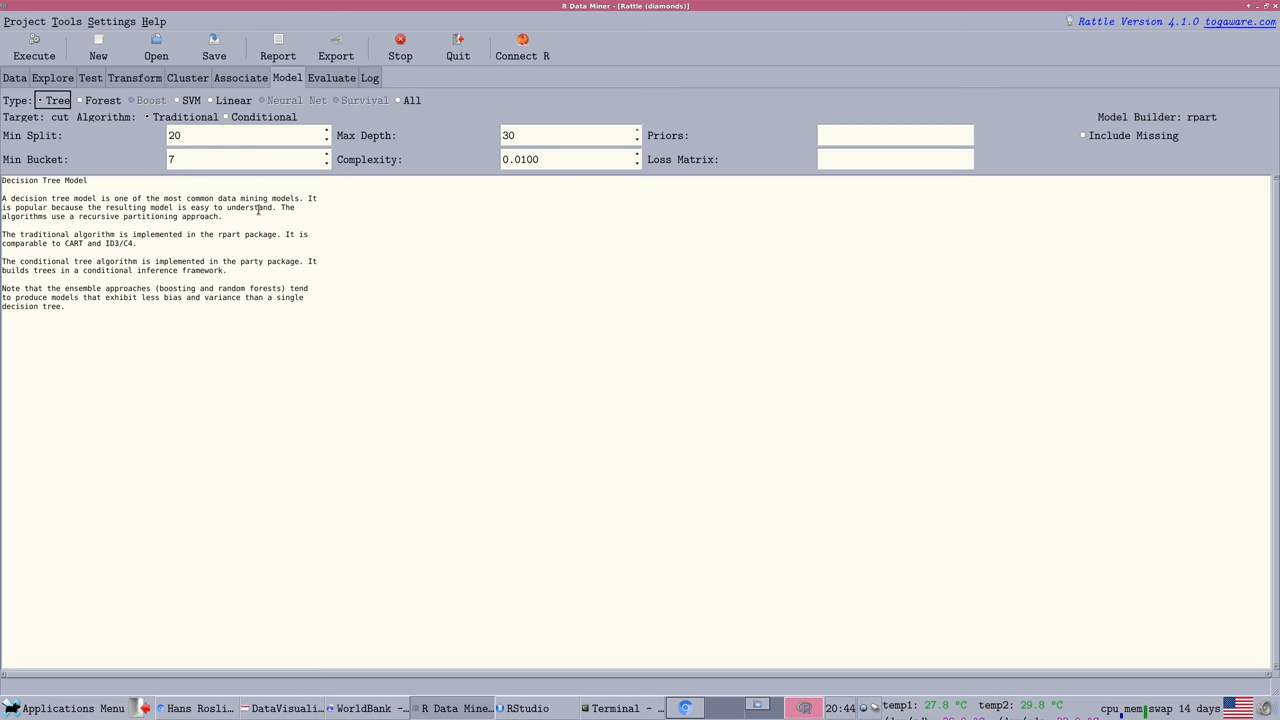 R Data Miner - [Rattle (diamonds)]
Project Tools Settings Help
Rattle Version 4.1.0 togaware.com
Execute New Open Save Report Export Stop Quit Connect R
Data Explore Test Transform Cluster Associate Model Evaluate Log
Type: Tree Forest Boost SVM Linear Neural Net Survival All
Target: cut Algorithm: Traditional Conditional Model Builder: rpart
Min Split: 20 Max Depth: 30 Priors: Include Missing
Min Bucket: 7 Complexity: 0.0100 Loss Matrix:
Decision Tree Model
A decision tree model is one of the most common data mining models. It
is popular because the resulting model is easy to understand. The
algorithms use a recursive partitioning approach.
The traditional algorithm is implemented in the rpart package. It is
comparable to CART and ID3/C4.
The conditional tree algorithm is implemented in the party package. It
builds trees in a conditional inference framework.
Note that the ensemble approaches (boosting and random forests) tend
to produce models that exhibit less bias and variance than a single
decision tree.
Applications Menu Hans Rosli... DataVisuali... WorldBank -... R Data Mine... RStudio Terminal - ... 20:44 temp1: 27.8 °C temp2: 29.8 °C cpu mem swap 14 days